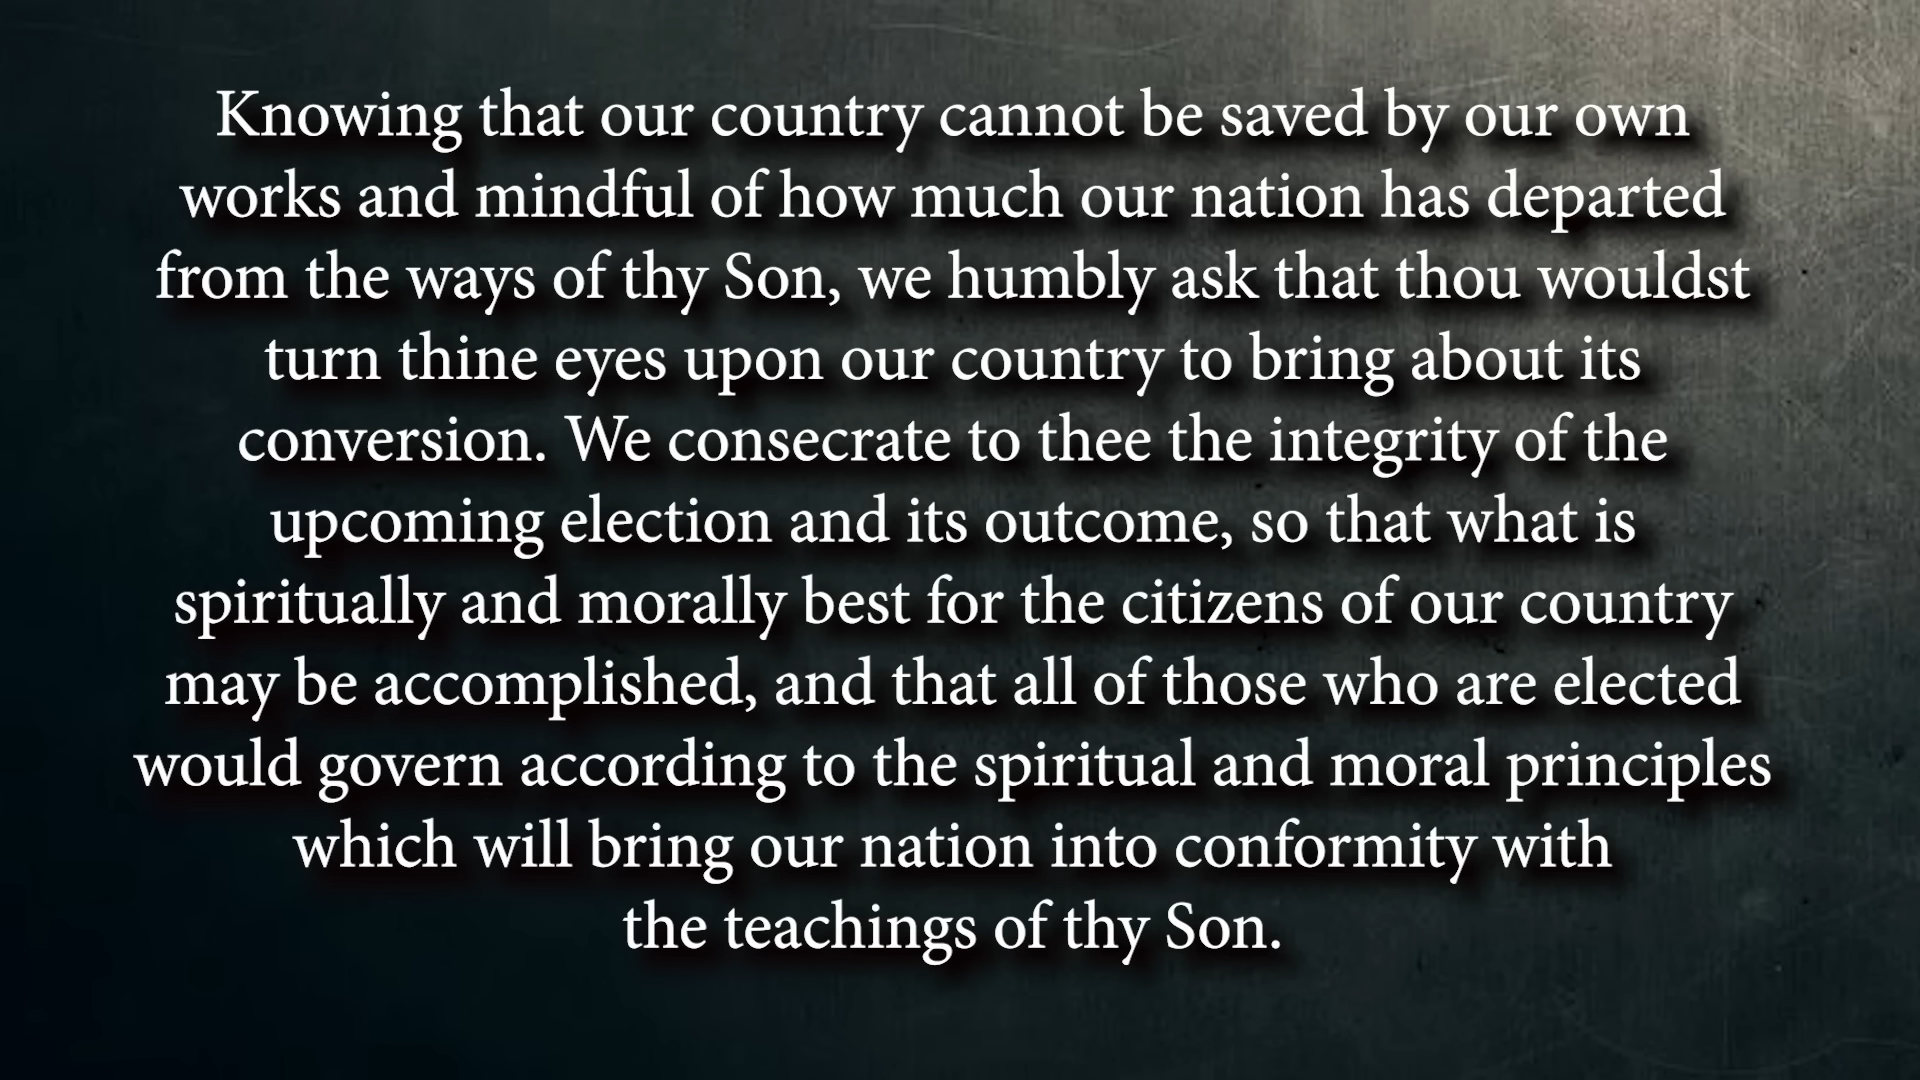 Knowing that our country cannot be saved by our own
works and mindful of how much our nation has departed
from the ways of thy Son, we humbly ask that thou wouldst
turn thine eyes upon our country to bring about its
conversion. We consecrate to thee the integrity of the
upcoming election and its outcome, so that what is
spiritually and morally best for the citizens of our country
may be accomplished, and that all of those who are elected
would govern according to the spiritual and moral principles
which will bring our nation into conformity with
the teachings of thy Son.